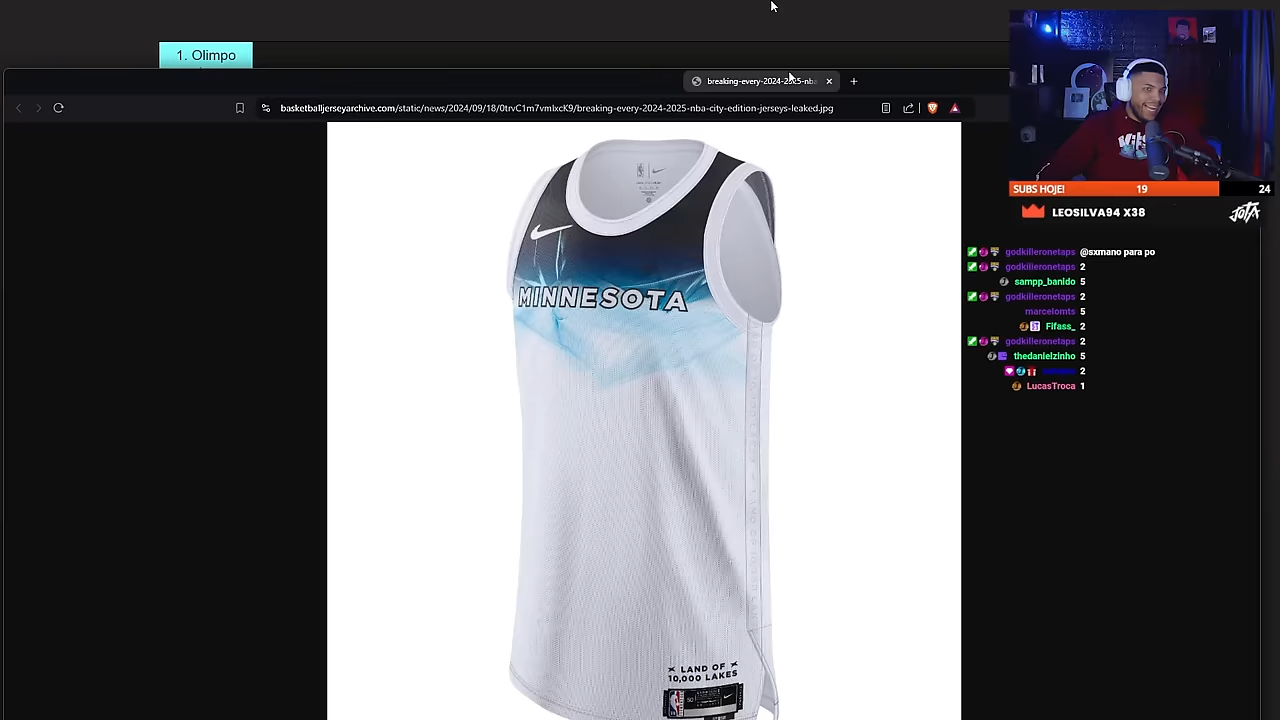 1. Olimpo
breaking-every-2024-2025-nba
basketballjerseyarchive.com/static/news/2024/09/18/0trvC1m7vmlxcK9/breaking-every-2024-2025-nba-city-edition-jerseys-leaked.jpg
MINNESOTA
LAND OF
10,000 LAKES
SUBS HOJE! 19 24
LEOSILVA94 X38
JOTA
godkilleronetaps @sxmano para po
godkilleronetaps 2
sampp_banido 5
godkilleronetaps 2
marcelomts 5
Fifass_ 2
godkilleronetaps 2
thedanielzinho 5
2
LucasTroca 1